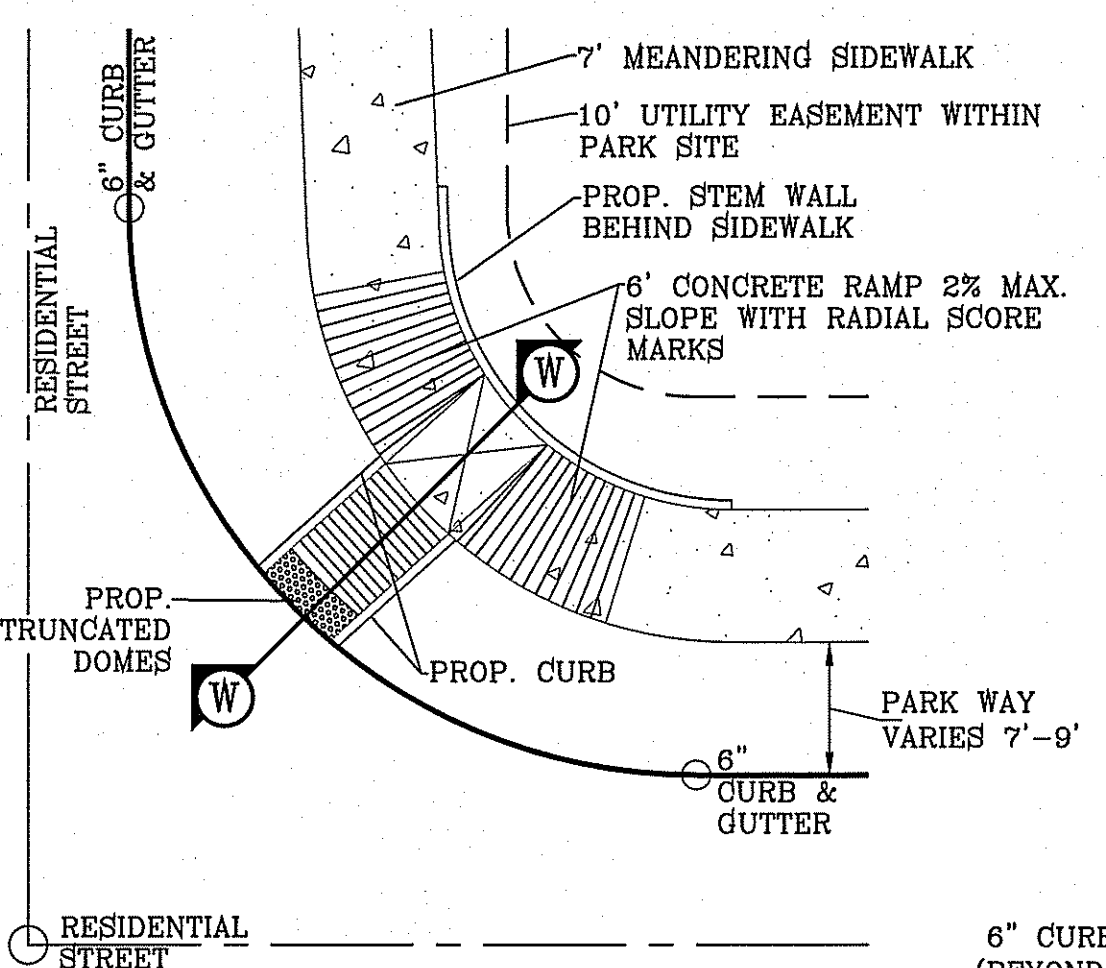 6" CURB
& GUTTER
7' MEANDERING SIDEWALK
10' UTILITY EASEMENT WITHIN
PARK SITE
PROP. STEM WALL
BEHIND SIDEWALK
RESIDENTIAL
STREET
6' CONCRETE RAMP 2% MAX.
SLOPE WITH RADIAL SCORE
MARKS
W
PROP.
TRUNCATED
DOMES
W
PROP. CURB
PARK WAY
VARIES 7'-9'
6"
CURB &
GUTTER
RESIDENTIAL
STREET
6" CURB
(BEYOND